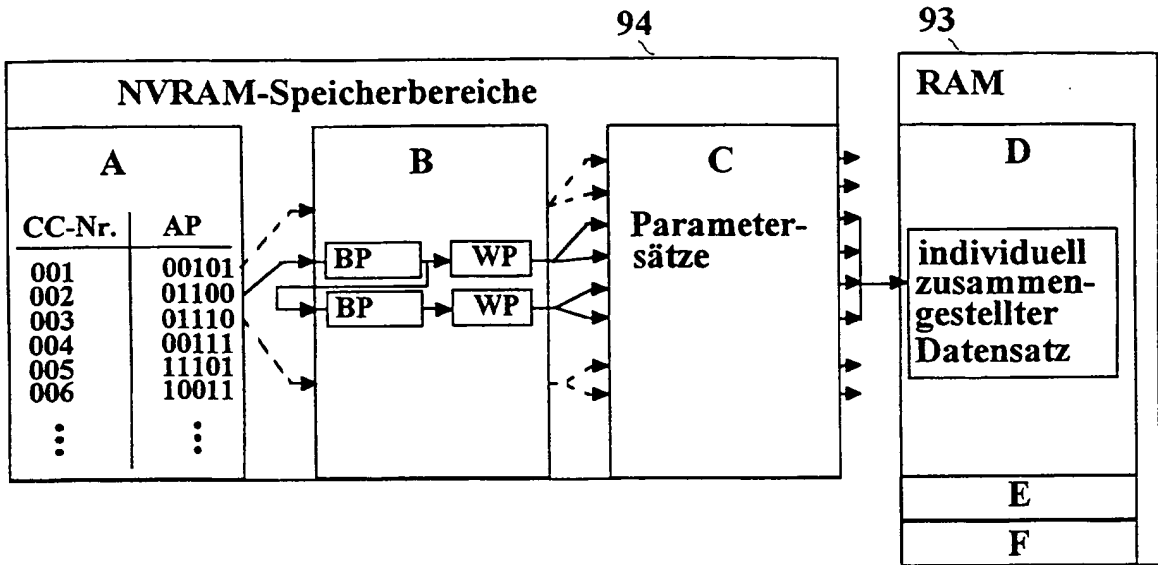 94
93
NVRAM-Speicherbereiche
RAM
A
B
C
D
CC-Nr. AP
001 00101
002 01100
003 01110
004 00111
005 11101
006 10011
BP WP
BP WP
Parameter-
sätze
individuell
zusammen-
gestellter
Datensatz
E
F